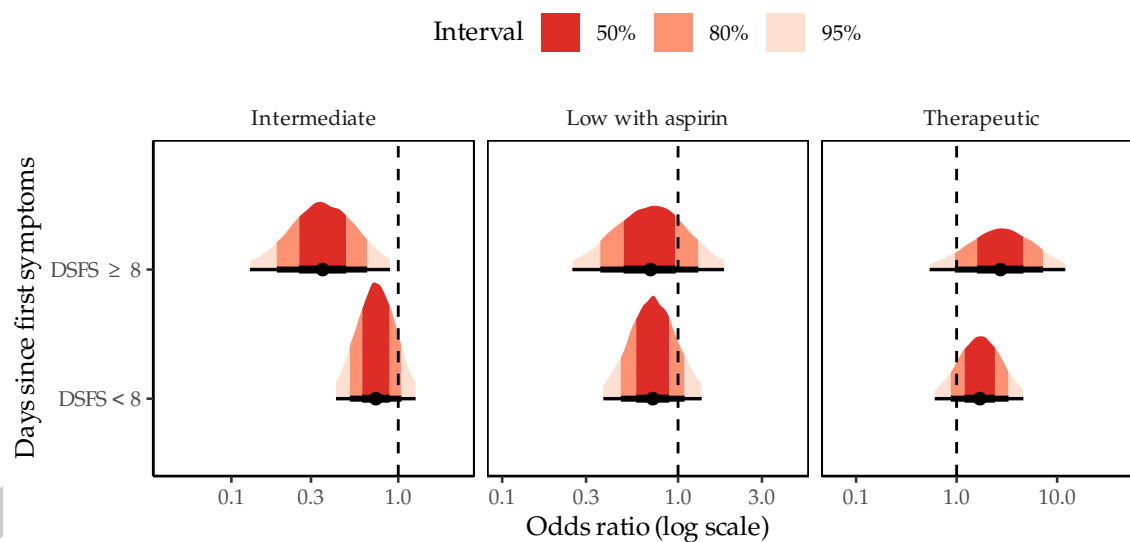 Interval 50% 80% 95%
Intermediate Low with aspirin Therapeutic
Days since first symptoms
DSFS ≥ 8
DSFS < 8
0.1 0.3 1.0 0.1 0.3 1.0 3.0 0.1 1.0 10.0
Odds ratio (log scale)